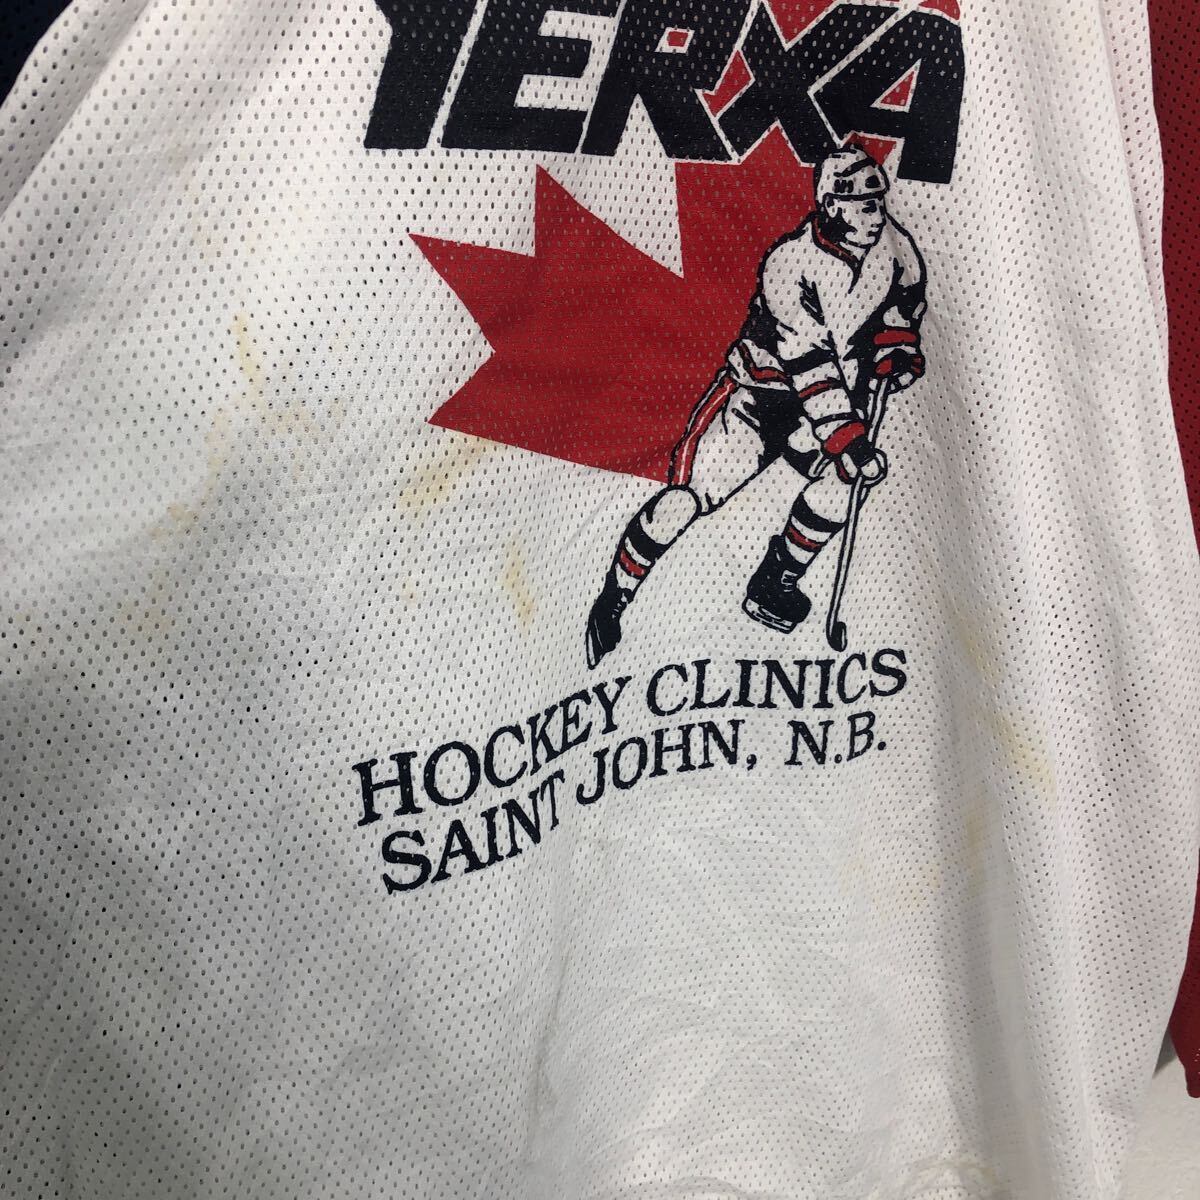 YERXA
HOCKEY CLINICS
SAINT JOHN, N.B.